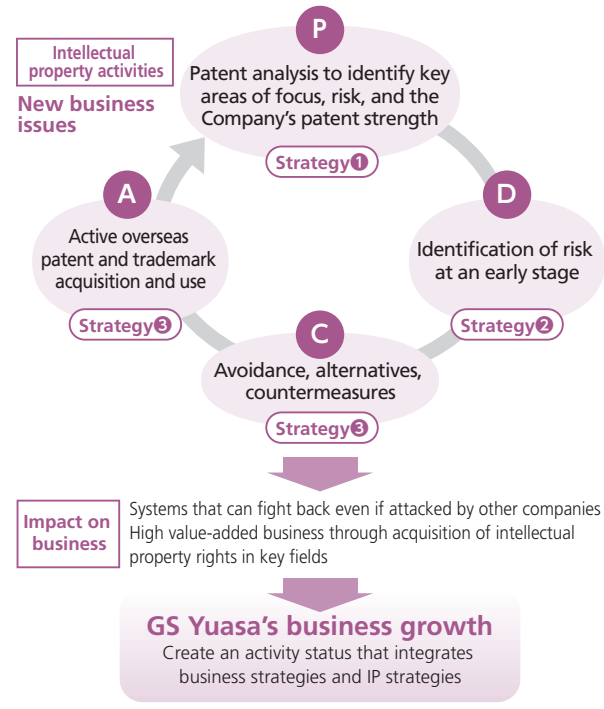 Intellectual
property activities
New business
issues
P
Patent analysis to identify key
areas of focus, risk, and the
Company's patent strength
Strategy❶
D
Identification of risk
at an early stage
Strategy❷
C
Avoidance, alternatives,
countermeasures
Strategy❸
A
Active overseas
patent and trademark
acquisition and use
Strategy❸
Impact on
business
Systems that can fight back even if attacked by other companies
High value-added business through acquisition of intellectual
property rights in key fields
GS Yuasa's business growth
Create an activity status that integrates
business strategies and IP strategies